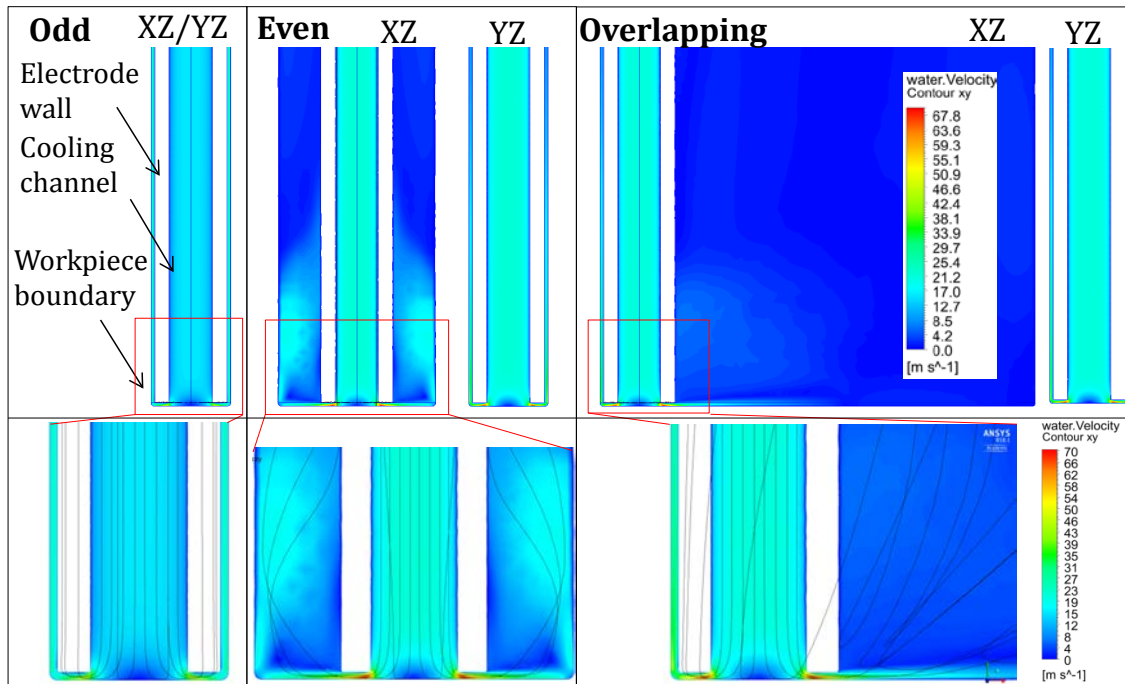 Odd XZ/YZ
Electrode
wall
Cooling
channel
Workpiece
boundary
Even XZ YZ
Overlapping XZ YZ
water.Velocity
Contour xy
67.8
63.6
59.3
55.1
50.9
46.6
42.4
38.1
33.9
29.7
25.4
21.2
17.0
12.7
8.5
4.2
0.0
[m s^-1]
ANSYS
water.Velocity
Contour xy
70
66
62
58
54
50
47
43
39
35
31
27
23
19
16
12
8
4
0
[m s^-1]